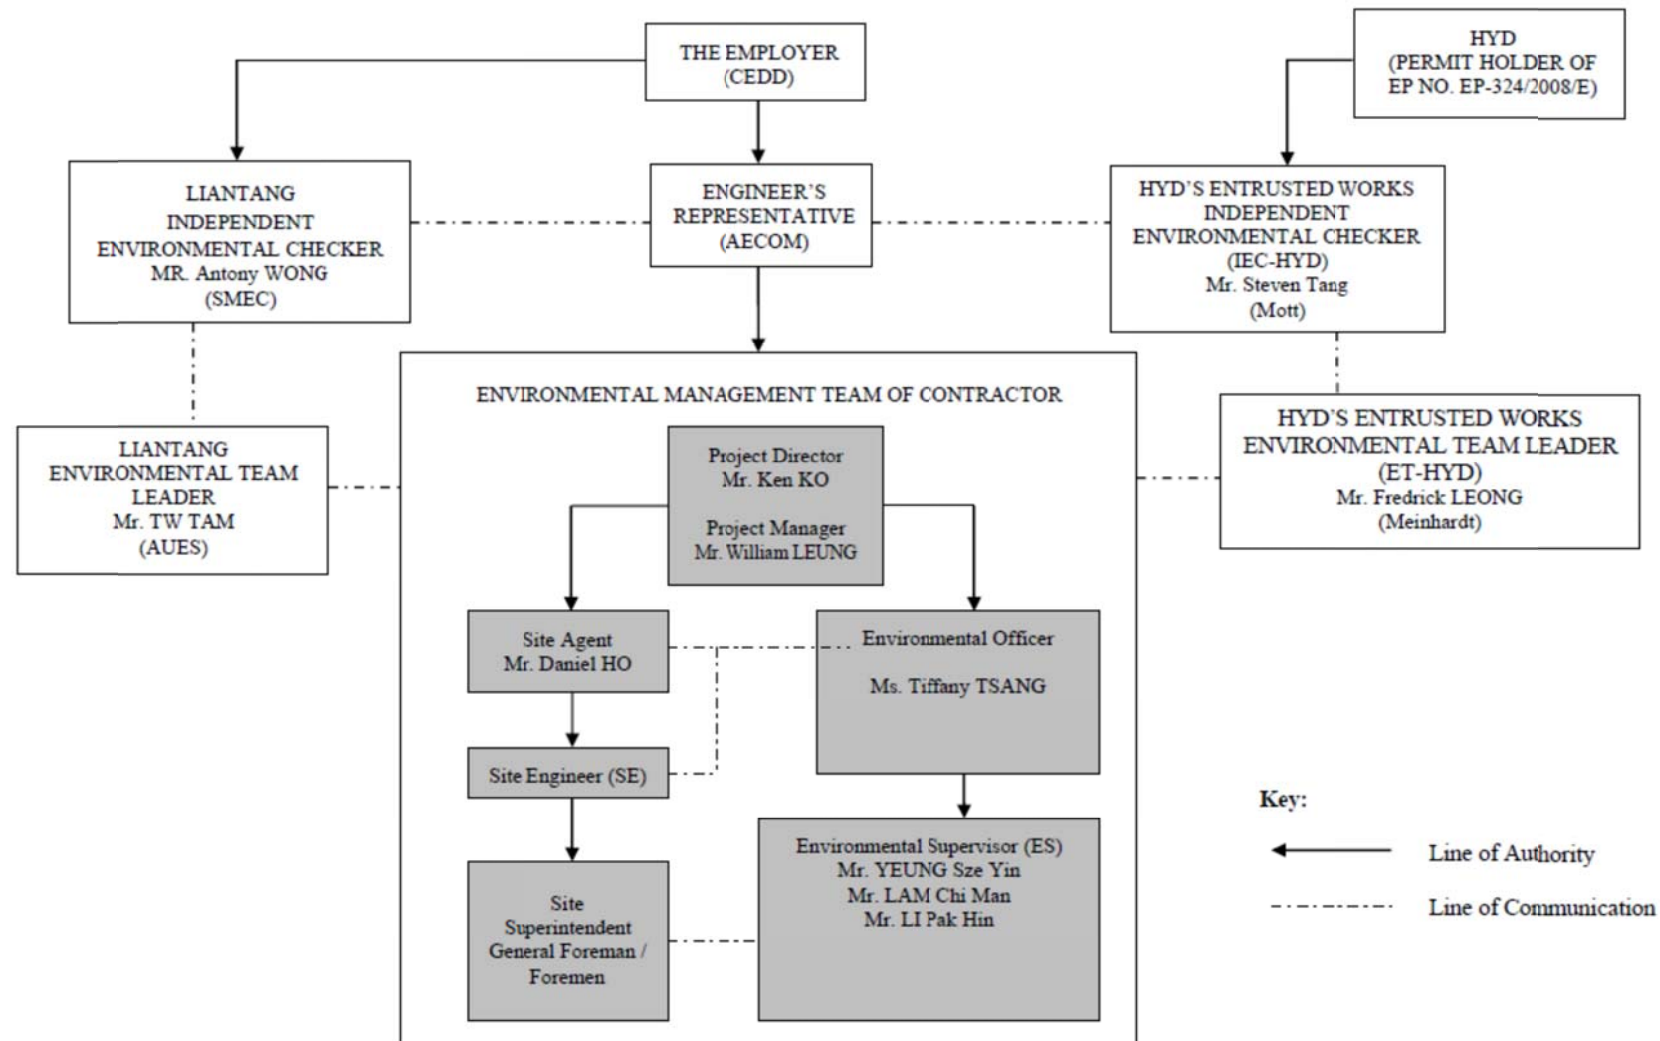 THE EMPLOYER
(CEDD)
HYD
(PERMIT HOLDER OF
EP NO. EP-324/2008/E)
LIANTANG
INDEPENDENT
ENVIRONMENTAL CHECKER
MR. Antony WONG
(SMEC)
ENGINEER'S
REPRESENTATIVE
(AECOM)
HYD'S ENTRUSTED WORKS
INDEPENDENT
ENVIRONMENTAL CHECKER
(IEC-HYD)
Mr. Steven Tang
(Mott)
LIANTANG
ENVIRONMENTAL TEAM
LEADER
Mr. TW TAM
(AUES)
ENVIRONMENTAL MANAGEMENT TEAM OF CONTRACTOR
HYD'S ENTRUSTED WORKS
ENVIRONMENTAL TEAM LEADER
(ET-HYD)
Mr. Fredrick LEONG
(Meinhardt)
Project Director
Mr. Ken KO
Project Manager
Mr. William LEUNG
Site Agent
Mr. Daniel HO
Environmental Officer
Ms. Tiffany TSANG
Site Engineer (SE)
Environmental Supervisor (ES)
Mr. YEUNG Sze Yin
Mr. LAM Chi Man
Mr. LI Pak Hin
Site
Superintendent
General Foreman /
Foremen
Key:
Line of Authority
Line of Communication